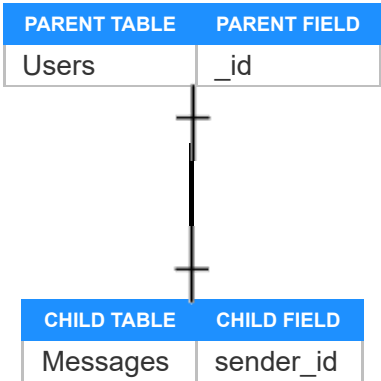 PARENT TABLE PARENT FIELD
Users _id
CHILD TABLE CHILD FIELD
Messages sender_id